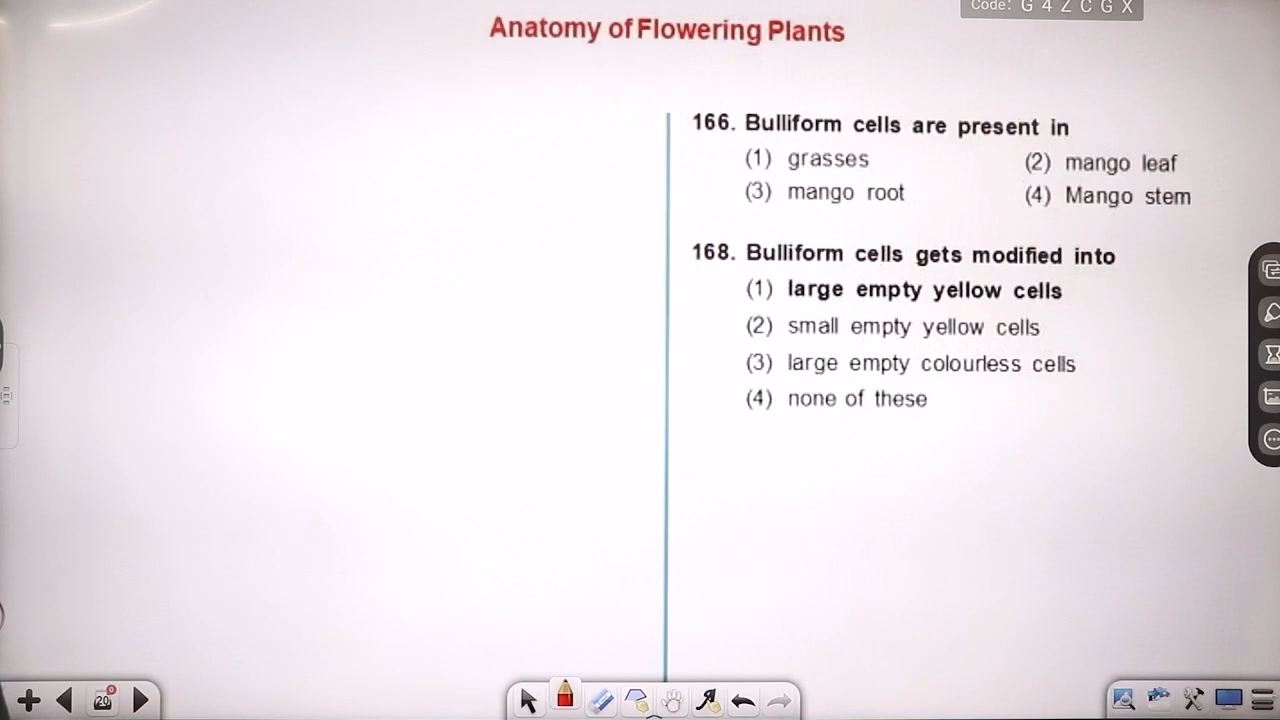 Code: G 4 Z C G X
Anatomy of Flowering Plants
166. Bulliform cells are present in
(1) grasses (2) mango leaf
(3) mango root (4) Mango stem
168. Bulliform cells gets modified into
(1) large empty yellow cells
(2) small empty yellow cells
(3) large empty colourless cells
(4) none of these
20